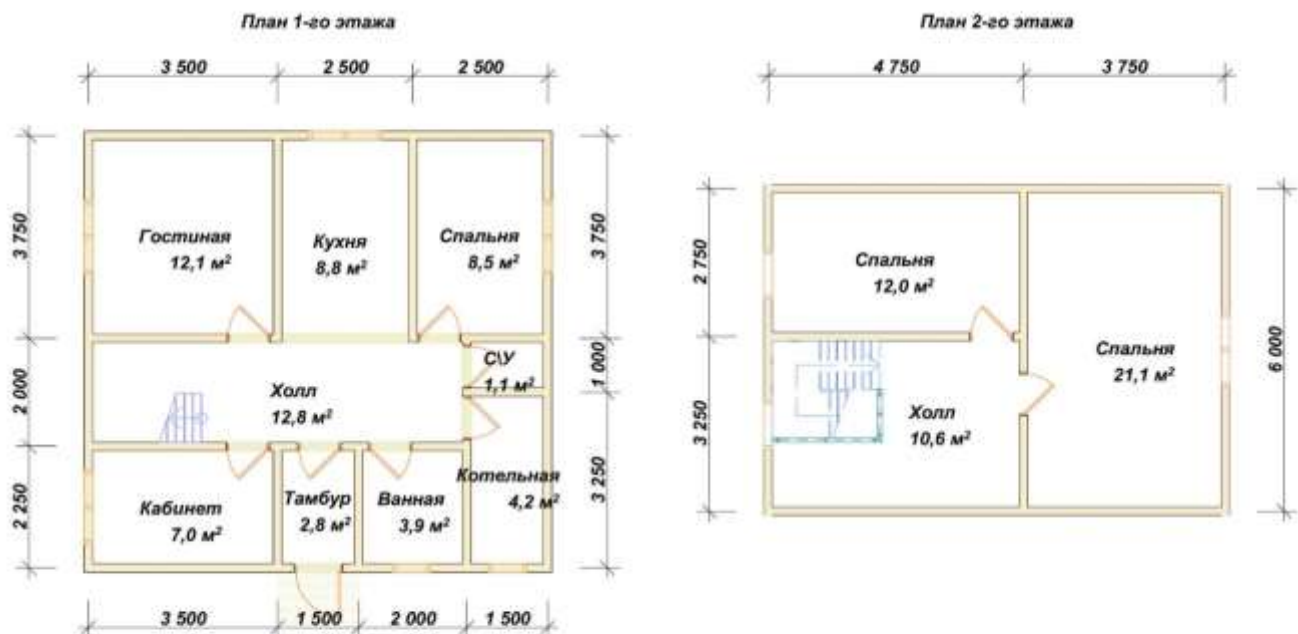 План 1-го этажа
3 500
2 500
2 500
3 750
2 000
2 250
Гостиная
12,1 м²
Кухня
8,8 м²
Спальня
8,5 м²
С\У
1,1 м²
Холл
12,8 м²
Кабинет
7,0 м²
Тамбур
2,8 м²
Ванная
3,9 м²
Котельная
4,2 м²
3 750
1 000
3 250
3 500
1 500
2 000
1 500
План 2-го этажа
4 750
3 750
2 750
3 250
Спальня
12,0 м²
Спальня
21,1 м²
Холл
10,6 м²
6 000